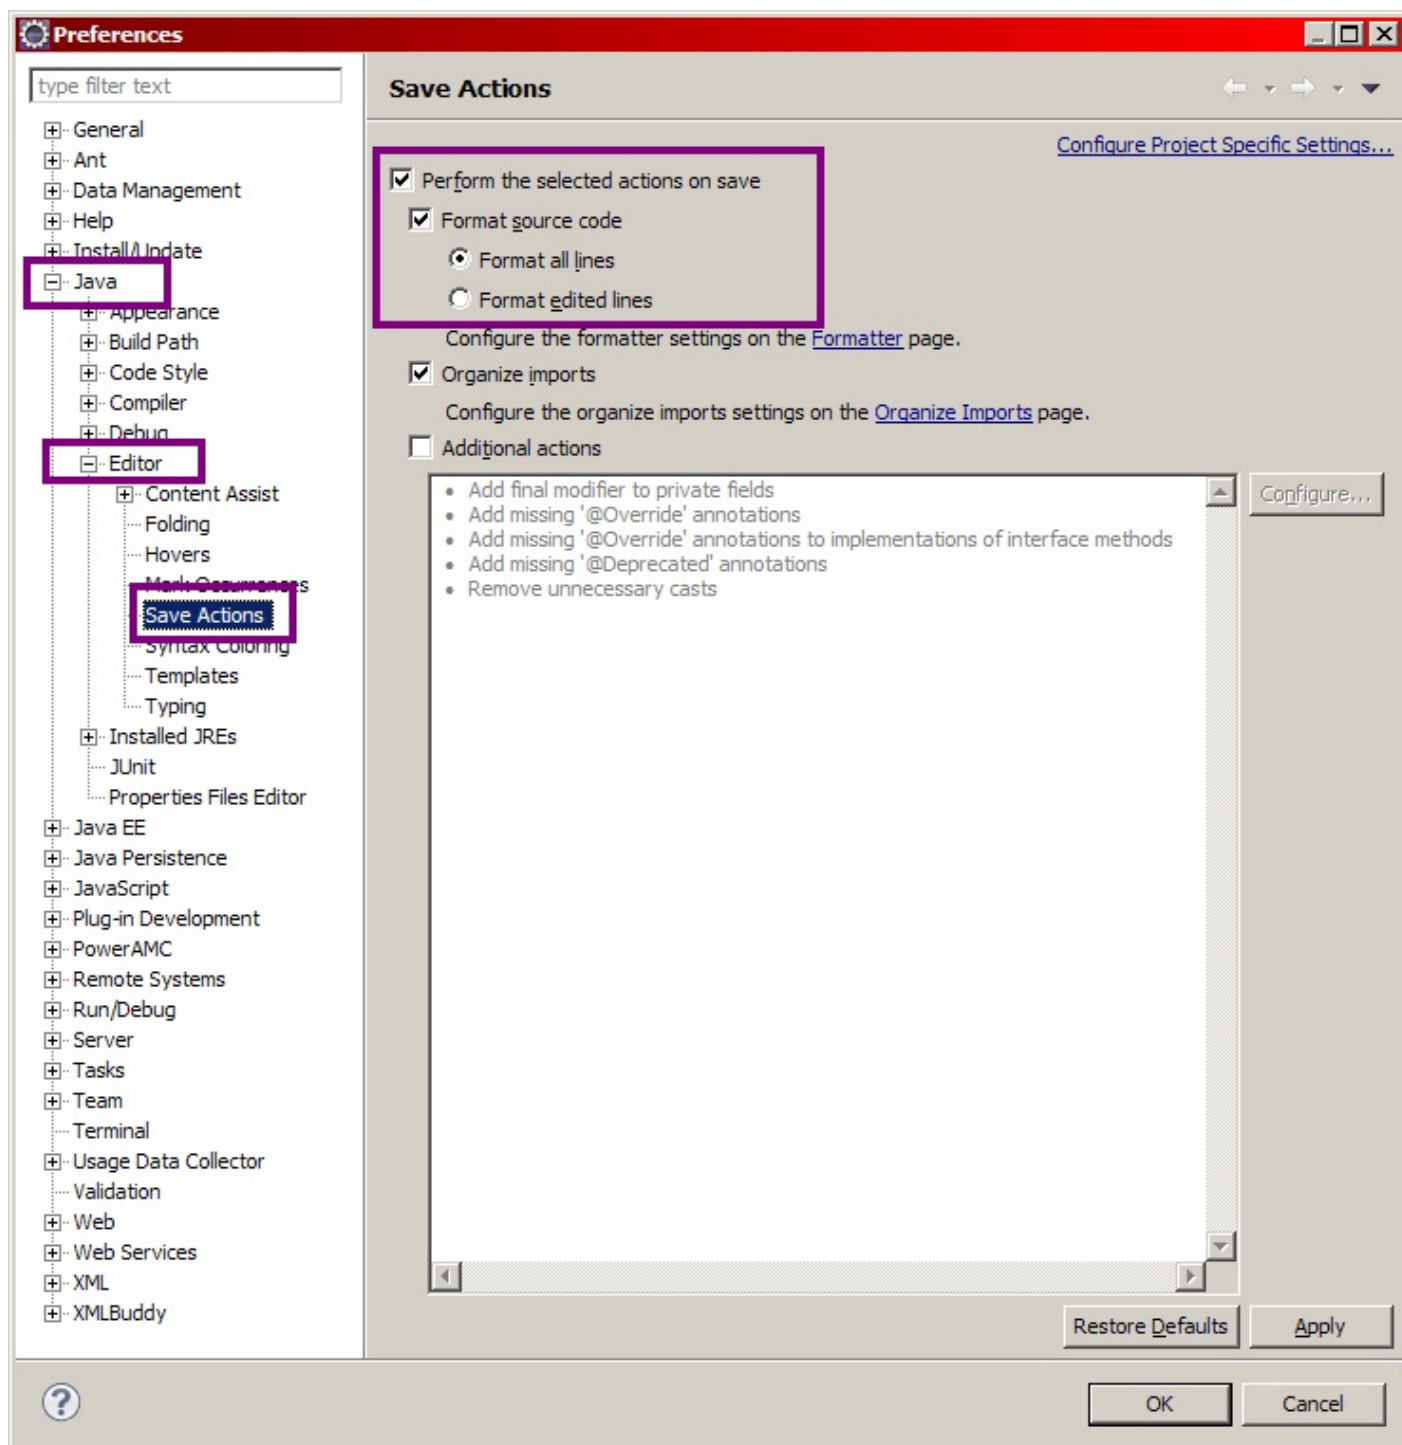 Preferences
type filter text
General
Ant
Data Management
Help
Install/Update
Java
Appearance
Build Path
Code Style
Compiler
Debug
Editor
Content Assist
Folding
Hovers
Mark Occurrences
Save Actions
Syntax Coloring
Templates
Typing
Installed JREs
JUnit
Properties Files Editor
Java EE
Java Persistence
JavaScript
Plug-in Development
PowerAMC
Remote Systems
Run/Debug
Server
Tasks
Team
Terminal
Usage Data Collector
Validation
Web
Web Services
XML
XMLBuddy
Save Actions
Configure Project Specific Settings...
Perform the selected actions on save
Format source code
Format all lines
Format edited lines
Configure the formatter settings on the Formatter page.
Organize imports
Configure the organize imports settings on the Organize Imports page.
Additional actions
• Add final modifier to private fields
• Add missing '@Override' annotations
• Add missing '@Override' annotations to implementations of interface methods
• Add missing '@Deprecated' annotations
• Remove unnecessary casts
Configure...
Restore Defaults
Apply
?
OK
Cancel